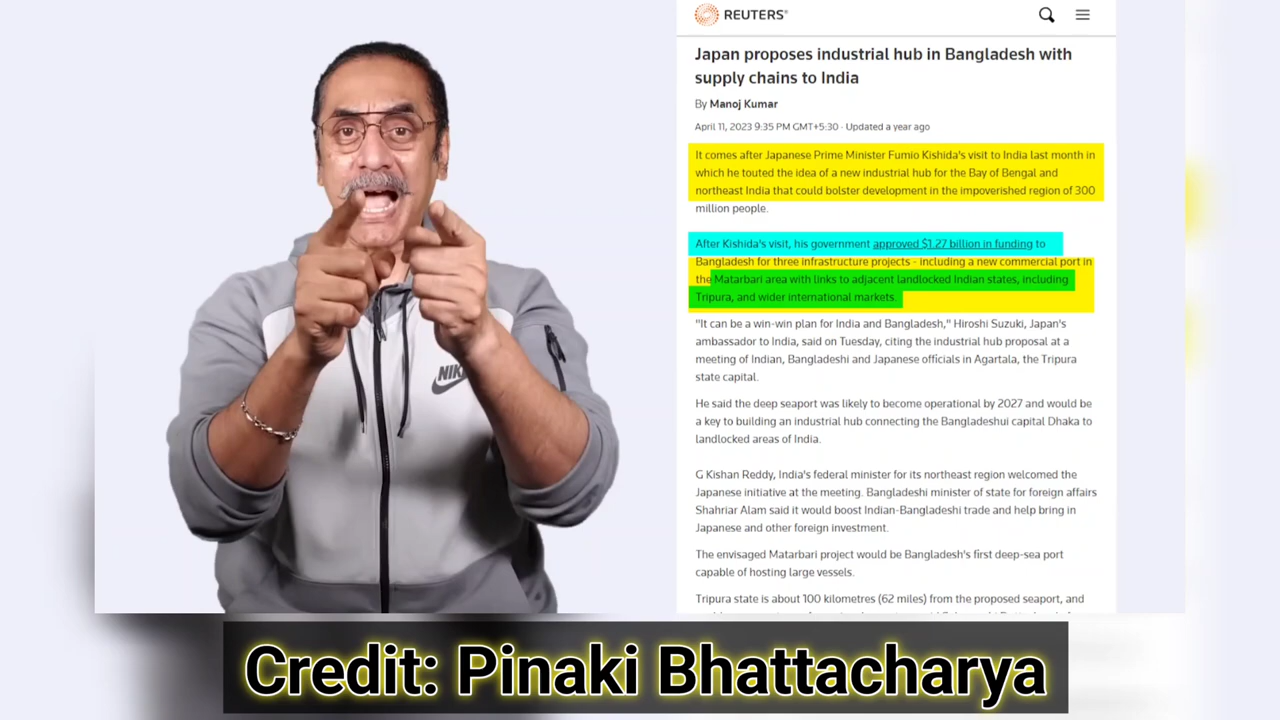 REUTERS®
Japan proposes industrial hub in Bangladesh with
supply chains to India
By Manoj Kumar
April 11, 2023 9:35 PM GMT+5:30 · Updated a year ago
It comes after Japanese Prime Minister Fumio Kishida's visit to India last month in
which he touted the idea of a new industrial hub for the Bay of Bengal and
northeast India that could bolster development in the impoverished region of 300
million people.
After Kishida's visit, his government approved $1.27 billion in funding to
Bangladesh for three infrastructure projects - including a new commercial port in
the Matarbari area with links to adjacent landlocked Indian states, including
Tripura, and wider international markets.
"It can be a win-win plan for India and Bangladesh," Hiroshi Suzuki, Japan's
ambassador to India, said on Tuesday, citing the industrial hub proposal at a
meeting of Indian, Bangladeshi and Japanese officials in Agartala, the Tripura
state capital.
He said the deep seaport was likely to become operational by 2027 and would be
a key to building an industrial hub connecting the Bangladeshui capital Dhaka to
landlocked areas of India.
G Kishan Reddy, India's federal minister for its northeast region welcomed the
Japanese initiative at the meeting. Bangladeshi minister of state for foreign affairs
Shahriar Alam said it would boost Indian-Bangladeshi trade and help bring in
Japanese and other foreign investment.
The envisaged Matarbari project would be Bangladesh's first deep-sea port
capable of hosting large vessels.
Tripura state is about 100 kilometres (62 miles) from the proposed seaport, and
NIKE
Credit: Pinaki Bhattacharya